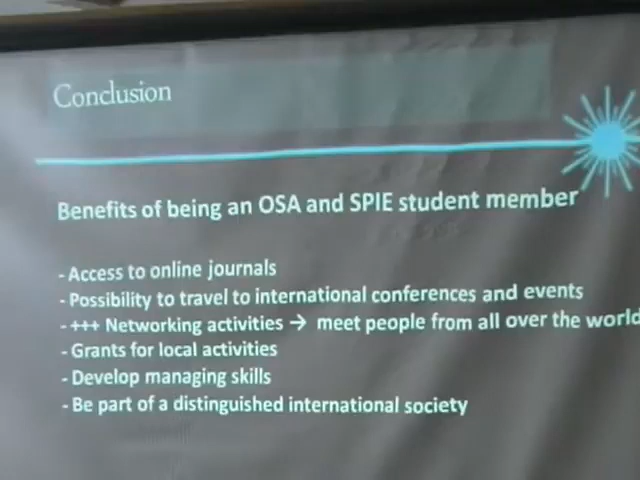 Conclusion
Benefits of being an OSA and SPIE student member
- Access to online journals
- Possibility to travel to international conferences and events
- +++ Networking activities → meet people from all over the world
- Grants for local activities
- Develop managing skills
- Be part of a distinguished international society